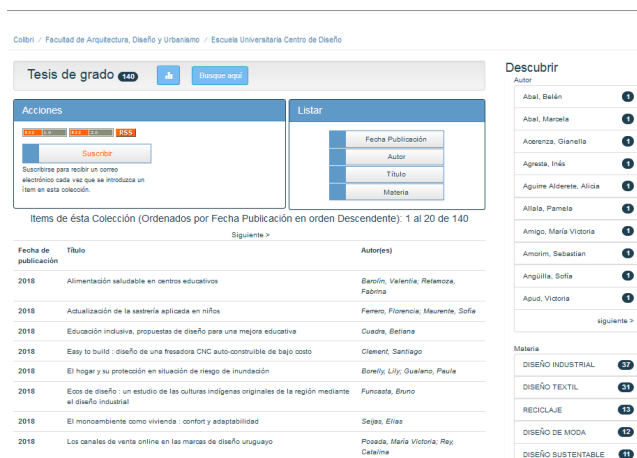 Colibri / Facultad de Arquitectura, Diseño y Urbanismo / Escuela Universitaria Centro de Diseño
Tesis de grado 140
Busque aquí
Acciones
RSS
Suscribir
Suscribirse para recibir un correo
electrónico cada vez que se introduzca un
ítem en esta colección.
Listar
Fecha Publicación
Autor
Título
Materia
Items de ésta Colección (Ordenados por Fecha Publicación en orden Descendente): 1 al 20 de 140
Siguiente >
Fecha de publicación Título Autor(es)
2018 Alimentación saludable en centros educativos Barolin, Valentia; Retamoza, Fabrina
2018 Actualización de la sastrería aplicada en niños Ferrero, Florencia; Maurente, Sofía
2018 Educación inclusiva, propuestas de diseño para una mejora educativa Cuadra, Betiana
2018 Easy to build : diseño de una fresadora CNC auto-construible de bajo costo Clement, Santiago
2018 El hogar y su protección en situación de riesgo de inundación Borelly, Lily; Gualano, Paula
2018 Ecos de diseño : un estudio de las culturas indígenas originales de la región mediante
el diseño industrial Funcasta, Bruno
2018 El monoambiente como vivienda : confort y adaptabilidad Seijas, Elias
2018 Los canales de venta online en las marcas de diseño uruguayo Posada, María Victoria; Rey, Catalina
Descubrir
Autor
Abal, Belén 1
Abal, Marcela 1
Acerenza, Gianella 1
Agresta, Inés 1
Aguirre Alderete, Alicia 1
Allala, Pamela 1
Amigo, María Victoria 1
Amorim, Sebastian 1
Angüilla, Sofía 1
Apud, Victoria 1
siguiente >
Materia
DISEÑO INDUSTRIAL 37
DISEÑO TEXTIL 31
RECICLAJE 13
DISEÑO DE MODA 12
DISEÑO SUSTENTABLE 11